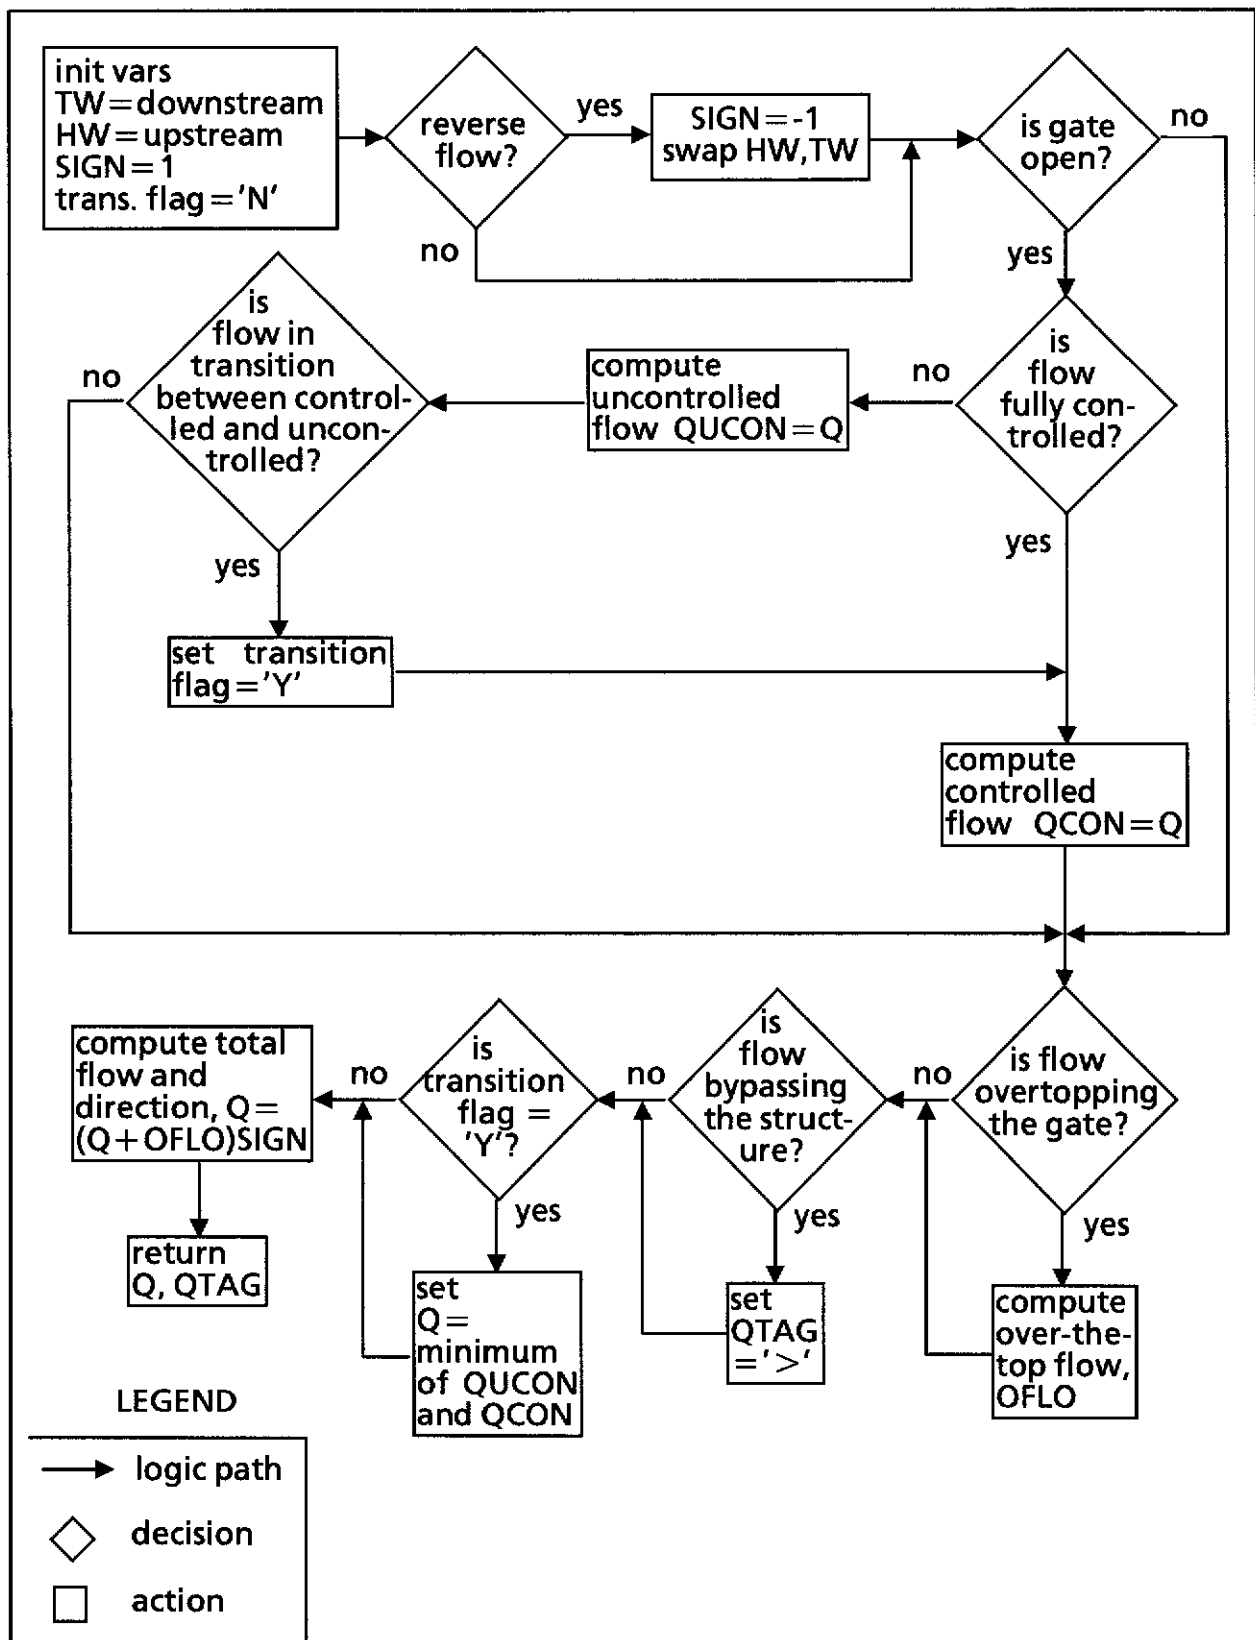 init vars
TW=downstream
HW=upstream
SIGN=1
trans. flag='N'
reverse
flow?
yes
no
SIGN=-1
swap HW,TW
is gate
open?
no
yes
is
flow
fully con-
trolled?
no
yes
compute
uncontrolled
flow QUCON=Q
is
flow in
transition
between control-
led and uncon-
trolled?
no
yes
set transition
flag='Y'
compute
controlled
flow QCON=Q
is flow
overtopping
the gate?
no
yes
compute
over-the-
top flow,
OFLO
is
flow
bypassing
the struct-
ure?
no
yes
set
QTAG
='>'
is
transition
flag =
'Y'?
no
yes
set
Q=
minimum
of QUCON
and QCON
compute total
flow and
direction, Q=
(Q+OFLO)SIGN
return
Q, QTAG
LEGEND
logic path
decision
action